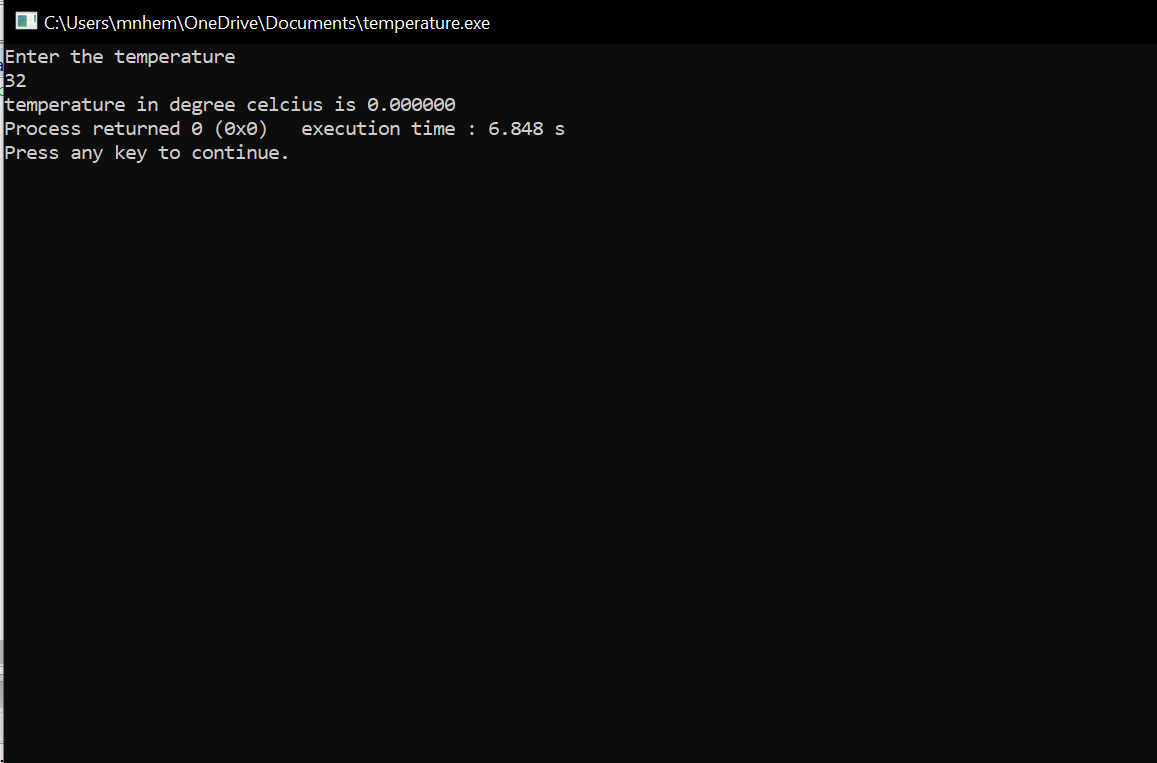 C:\Users\mnhem\OneDrive\Documents\temperature.exe
Enter the temperature
32
temperature in degree celcius is 0.000000
Process returned 0 (0x0)   execution time : 6.848 s
Press any key to continue.